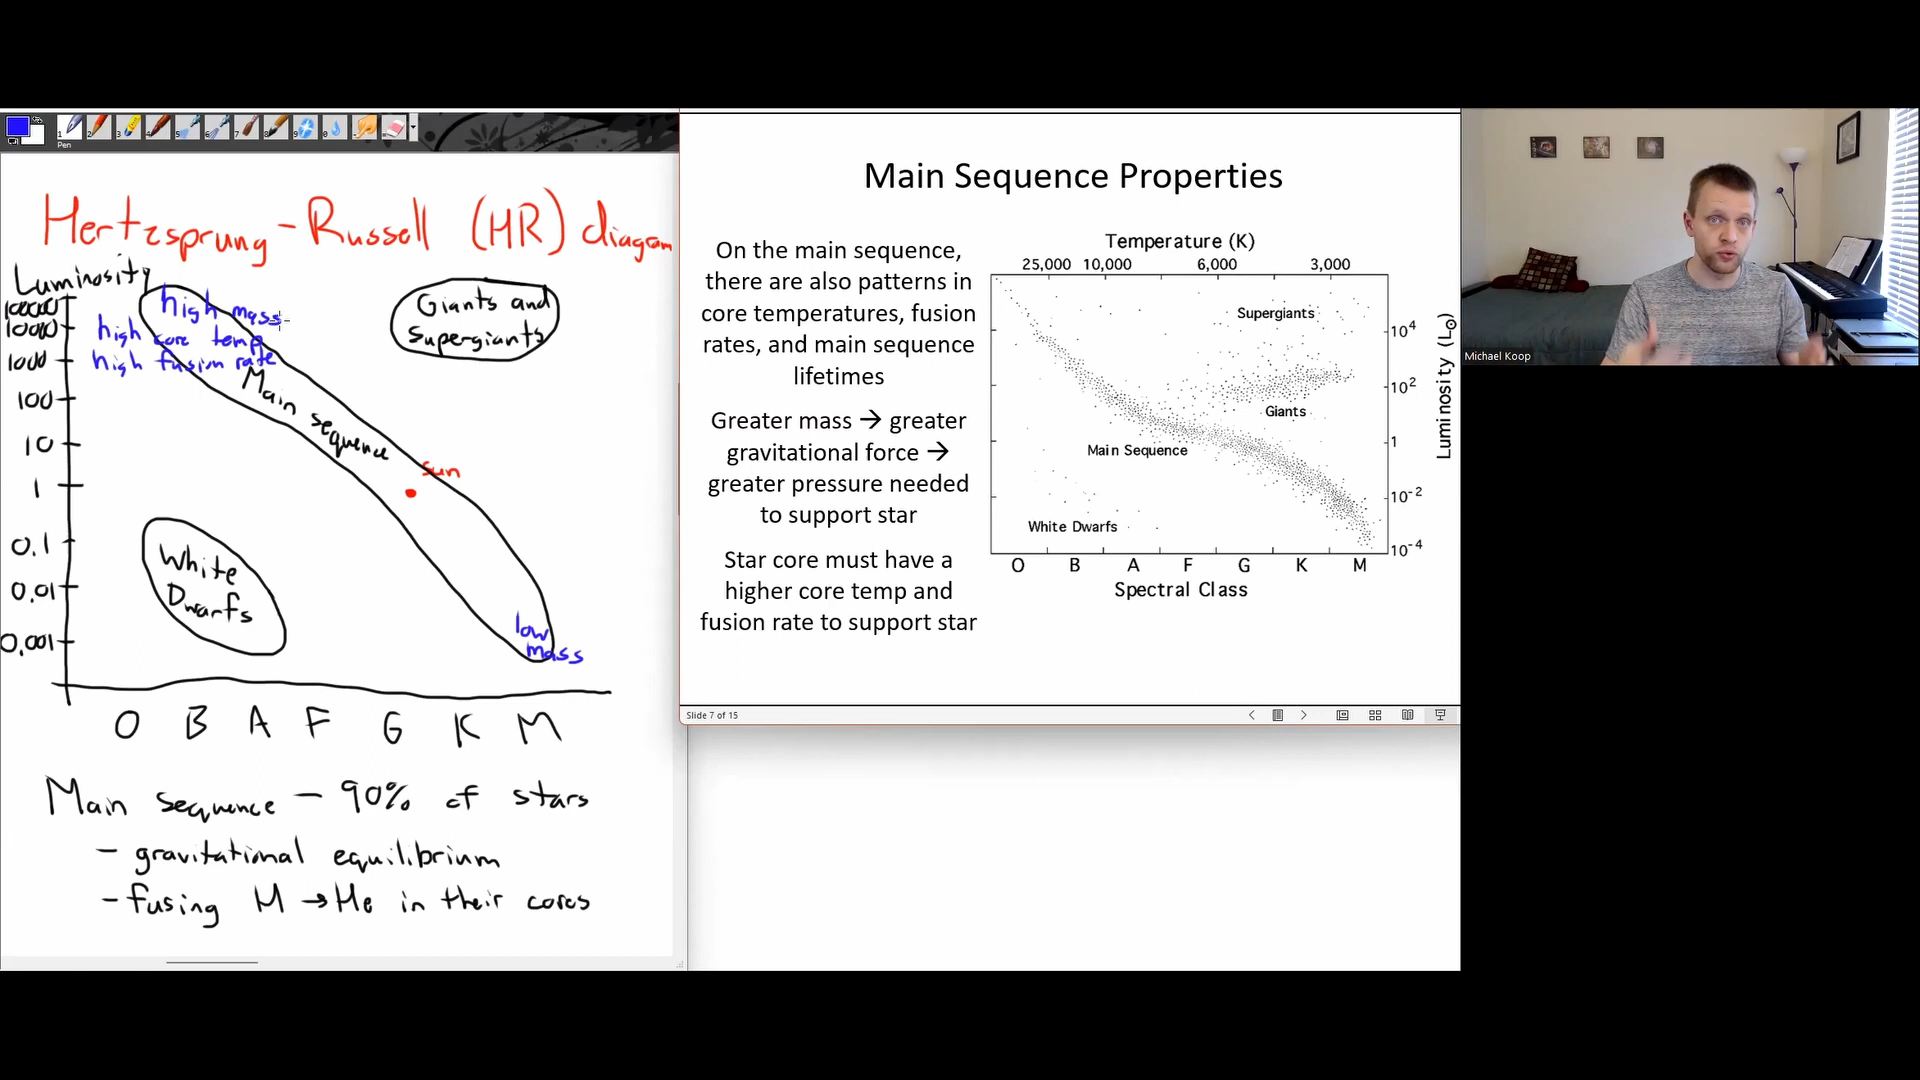 Pen
Hertzsprung - Russell (HR) diagram
Luminosity
100000
10000
1000
100
10
1
0.1
0.01
0.001
high mass
high core temp
high fusion rate
Main sequence
Giants and
Supergiants
sun
White
Dwarfs
low
mass
O B A F G K M
Main sequence - 90% of stars
- gravitational equilibrium
- fusing H → He in their cores
Main Sequence Properties
On the main sequence,
there are also patterns in
core temperatures, fusion
rates, and main sequence
lifetimes
Greater mass → greater
gravitational force →
greater pressure needed
to support star
Star core must have a
higher core temp and
fusion rate to support star
Temperature (K)
25,000 10,000 6,000 3,000
Supergiants
Giants
Main Sequence
White Dwarfs
10⁴
10²
1
10⁻²
10⁻⁴
Luminosity (L☉)
O B A F G K M
Spectral Class
Slide 7 of 15
Michael Koop